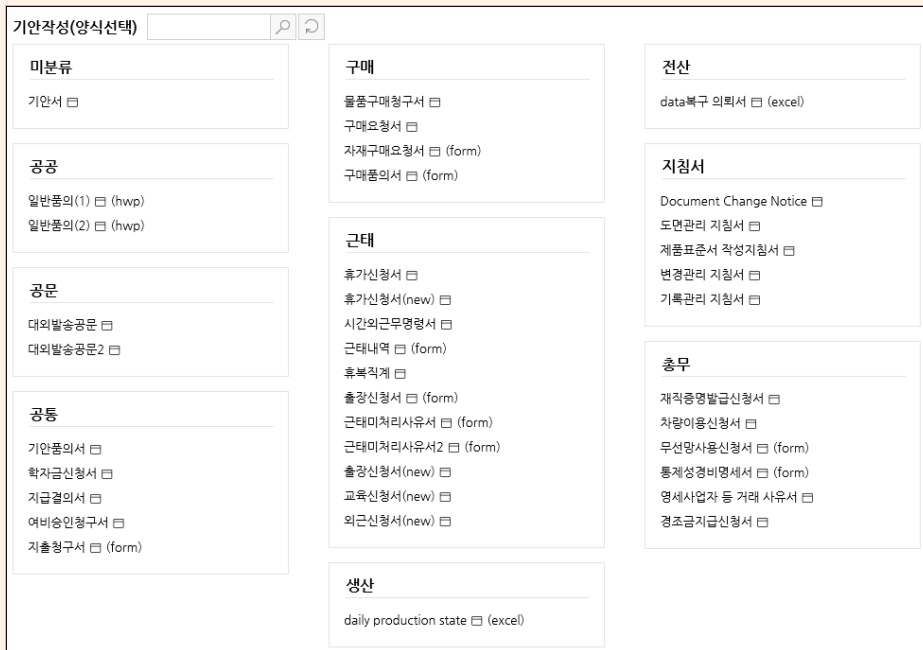 기안작성(양식선택)
미분류
기안서
공공
일반품의(1) (hwp)
일반품의(2) (hwp)
공문
대외발송공문
대외발송공문2
공통
기안품의서
학자금신청서
지급결의서
여비승인청구서
지출청구서 (form)
구매
물품구매청구서
구매요청서
자재구매요청서 (form)
구매품의서 (form)
근태
휴가신청서
휴가신청서(new)
시간외근무명령서
근태내역 (form)
휴복직계
출장신청서 (form)
근태미처리사유서 (form)
근태미처리사유서2 (form)
출장신청서(new)
교육신청서(new)
외근신청서(new)
생산
daily production state (excel)
전산
data복구 의뢰서 (excel)
지침서
Document Change Notice
도면관리 지침서
제품표준서 작성지침서
변경관리 지침서
기록관리 지침서
총무
재직증명발급신청서
차량이용신청서
무선망사용신청서 (form)
통제성경비명세서 (form)
영세사업자 등 거래 사유서
경조금지급신청서